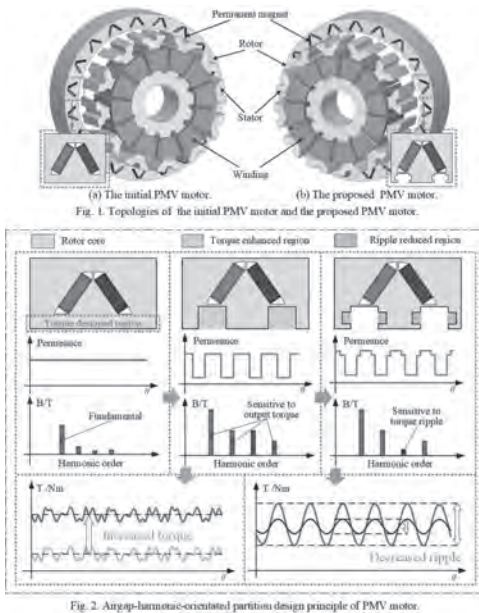 Permanent magnet
Rotor
Stator
Winding
(a) The initial PMV motor.
(b) The proposed PMV motor.
Fig. 1. Topologies of the initial PMV motor and the proposed PMV motor.
Rotor core
Torque enhanced region
Ripple reduced region
Torque designed region
Permeance
θ
Permeance
θ
Permeance
θ
B/T
Fundamental
Harmonic order
B/T
Sensitive to
output torque
Harmonic order
B/T
Sensitive to
torque ripple
Harmonic order
T /Nm
Increased torque
θ
T /Nm
Decreased ripple
θ
Fig. 2. Airgap-harmonic-orientated partition design principle of PMV motor.